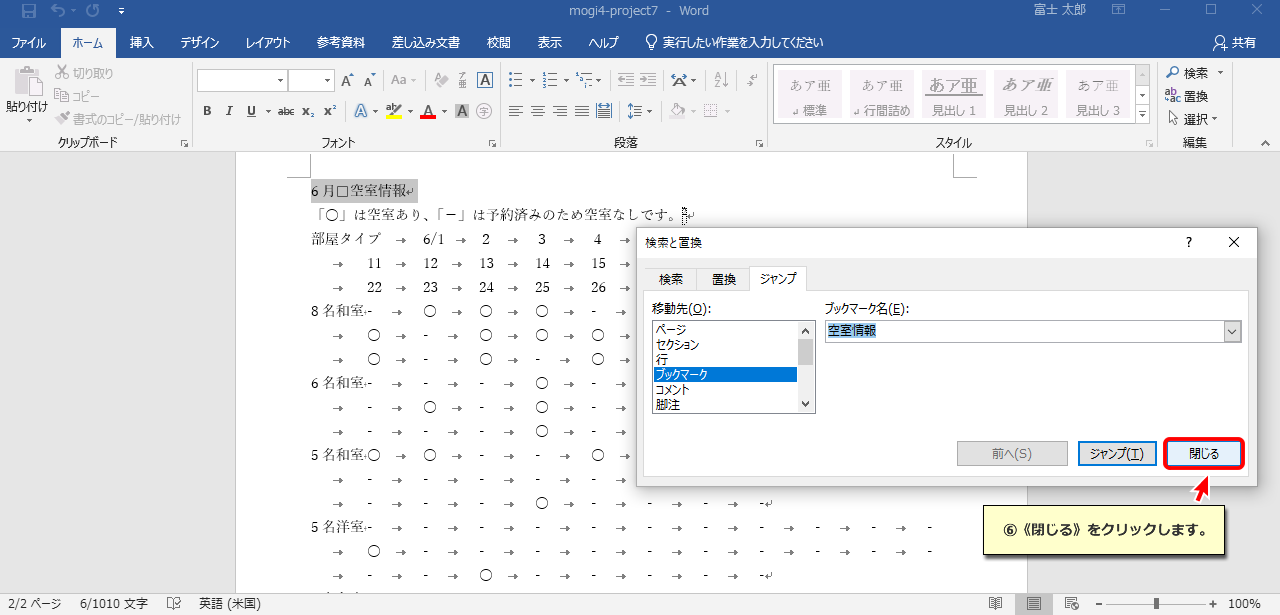 mogi4-project7 - Word
富士 太郎
ファイル ホーム 挿入 デザイン レイアウト 参考資料 差し込み文書 校閲 表示 ヘルプ 実行したい作業を入力してください 共有
貼り付け
切り取り
コピー
書式のコピー/貼り付け
クリップボード
A A Aa A
B I U abc x₂ x² A ab A A 字
フォント
段落
あア亜 あア亜 あア亜 あア亜 あア亜
標準 行間詰め 見出し 1 見出し 2 見出し 3
スタイル
検索
置換
選択
編集
6 月□空室情報
「○」は空室あり、「−」は予約済みのため空室なしです。
部屋タイプ → 6/1 → 2 → 3 → 4 →
→ 11 → 12 → 13 → 14 → 15 →
→ 22 → 23 → 24 → 25 → 26 →
8 名和室 - → ○ → ○ → ○ → - →
→ ○ → - → ○ → ○ → ○ →
→ ○ → - → ○ → - → ○ →
6 名和室 - → - → - → ○ → - →
→ - → ○ → - → ○ → - →
→ - → - → - → ○ → - →
5 名和室 ○ → ○ → - → - → ○ →
→ - → - → - → - → - →
→ - → - → - → ○ → - → - → - → -
5 名洋室 - → - → - → - → - → - → - → - → - → - → -
→ ○ → - → - → - → - → - → - → - → - → - → -
→ - → - → ○ → - → - → - → - → -
検索と置換
? ×
検索 置換 ジャンプ
移動先(O):
ページ
セクション
行
ブックマーク
コメント
脚注
ブックマーク名(E):
空室情報
前へ(S) ジャンプ(T) 閉じる
⑥《閉じる》をクリックします。
2/2 ページ 6/1010 文字 英語 (米国) 100%